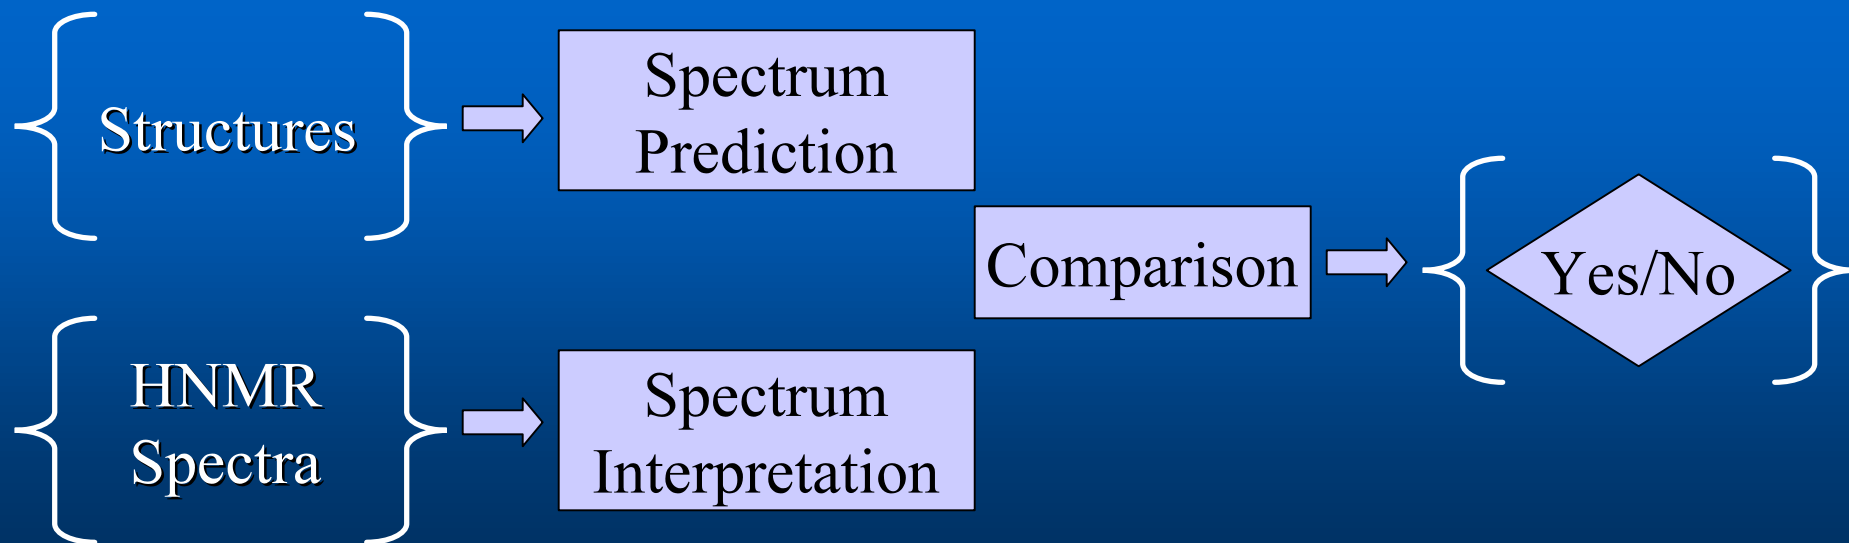 Structures
Spectrum
Prediction
Comparison
Yes/No
HNMR
Spectra
Spectrum
Interpretation